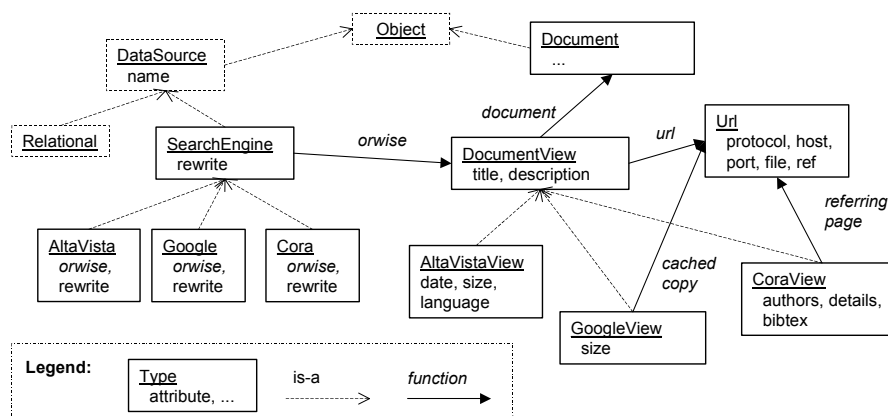 Object
DataSource
name
Document
...
document
Relational
SearchEngine
rewrite
orwise
DocumentView
title, description
url
Url
protocol, host,
port, file, ref
referring
page
AltaVista
orwise,
rewrite
Google
orwise,
rewrite
Cora
orwise,
rewrite
AltaVistaView
date, size,
language
cached
copy
GoogleView
size
CoraView
authors, details,
bibtex
Legend:
Type
attribute, ...
is-a
function